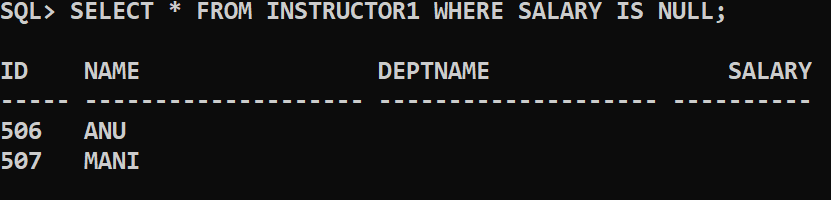 SQL> SELECT * FROM INSTRUCTOR1 WHERE SALARY IS NULL;
ID    NAME                 DEPTNAME                 SALARY
----- -------------------- -------------------- ----------
506   ANU
507   MANI